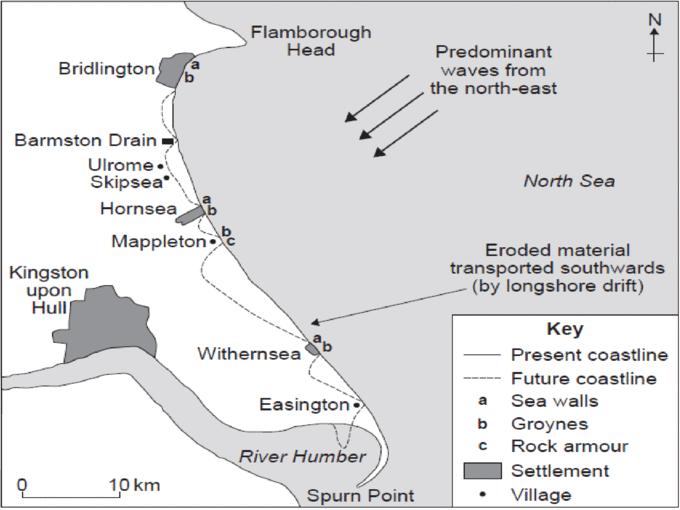 Flamborough
Head
N
Bridlington
a
b
Predominant
waves from
the north-east
Barmston Drain
Ulrome
Skipsea
North Sea
a
b
Hornsea
b
c
Mappleton
Eroded material
transported southwards
(by longshore drift)
Kingston
upon
Hull
a
b
Withernsea
Easington
River Humber
0
10 km
Spurn Point
Key
Present coastline
Future coastline
a Sea walls
b Groynes
c Rock armour
Settlement
Village